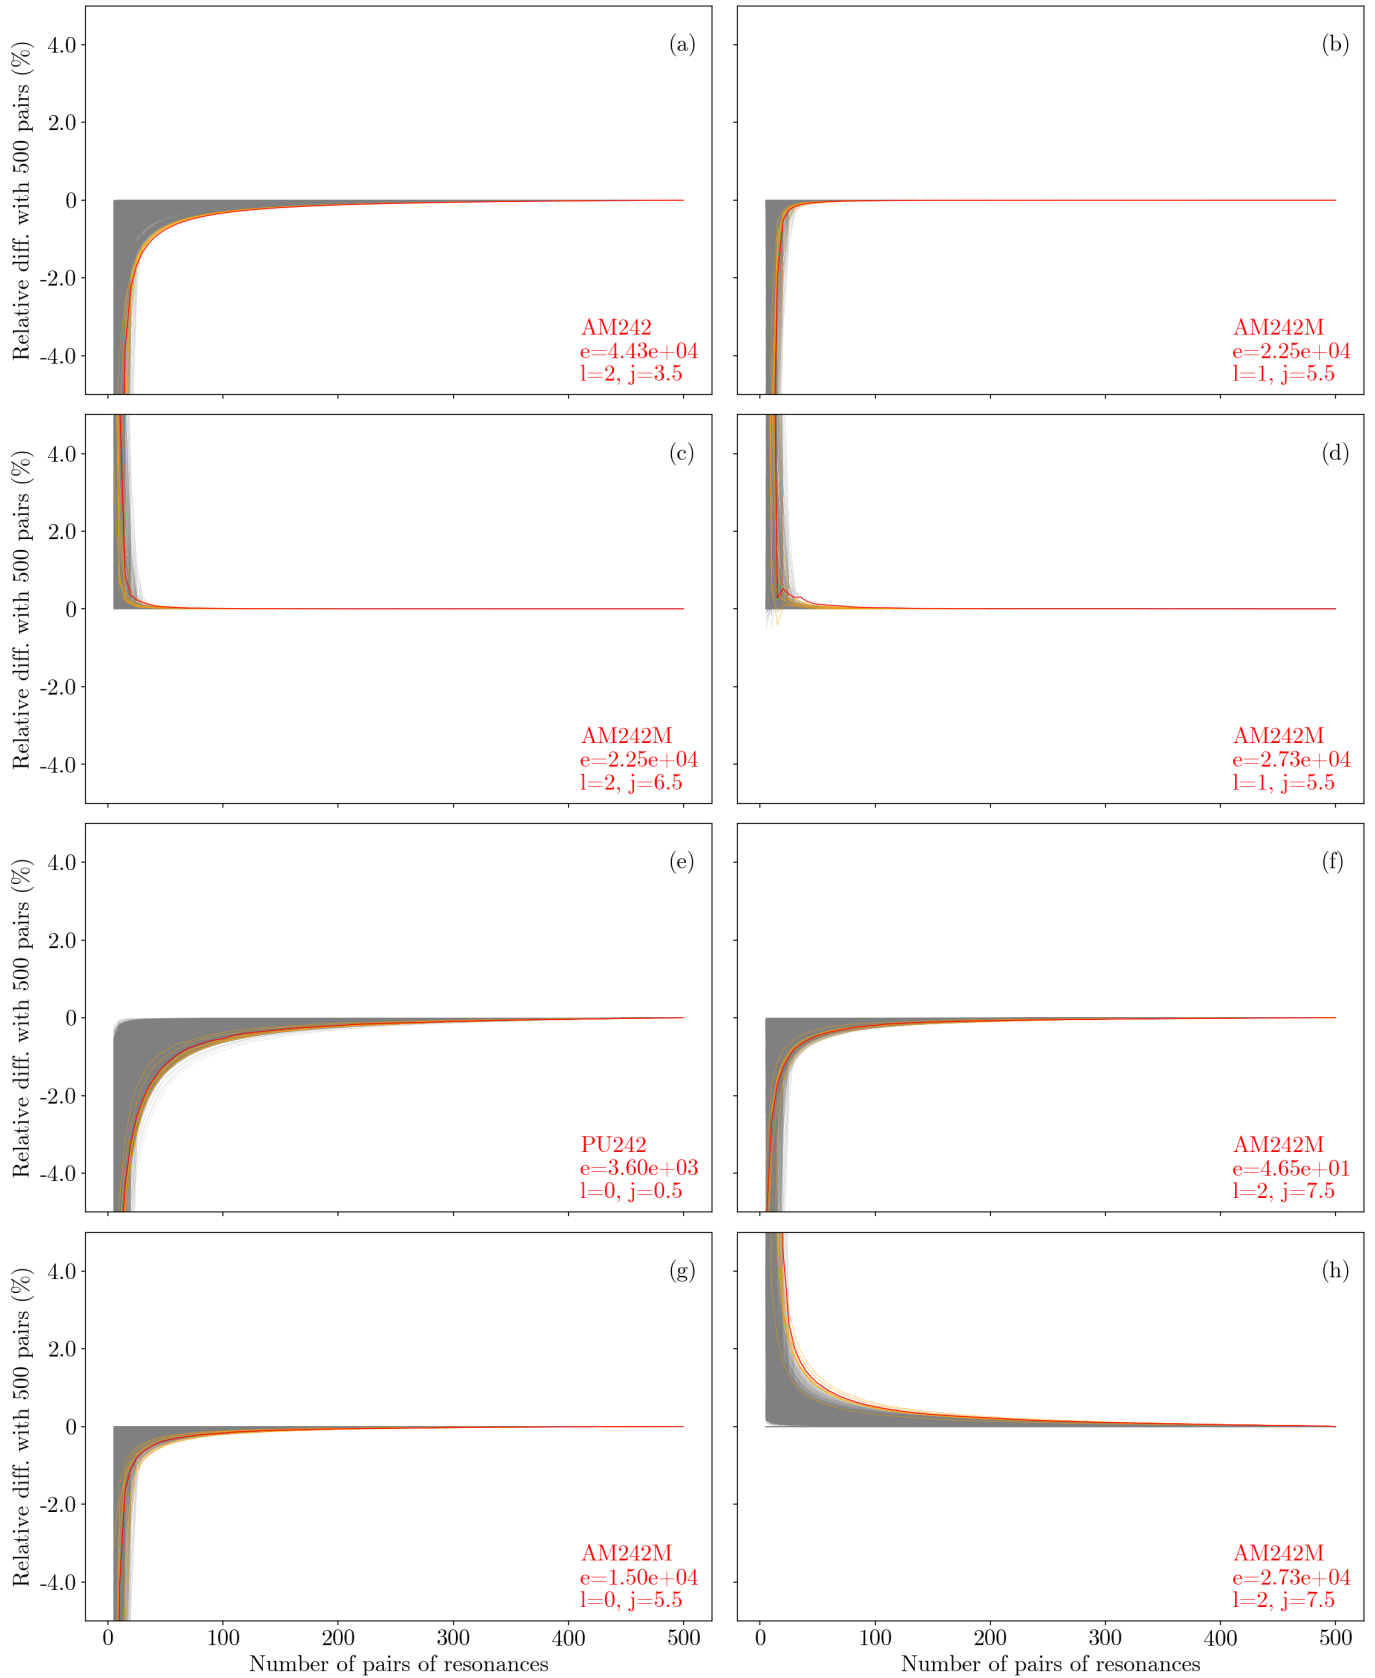 4.0
2.0
0
-2.0
-4.0
Relative diff. with 500 pairs (%)
(a)
AM242
e=4.43e+04
l=2, j=3.5
(b)
AM242M
e=2.25e+04
l=1, j=5.5
4.0
2.0
0
-2.0
-4.0
Relative diff. with 500 pairs (%)
(c)
AM242M
e=2.25e+04
l=2, j=6.5
(d)
AM242M
e=2.73e+04
l=1, j=5.5
4.0
2.0
0
-2.0
-4.0
Relative diff. with 500 pairs (%)
(e)
PU242
e=3.60e+03
l=0, j=0.5
(f)
AM242M
e=4.65e+01
l=2, j=7.5
4.0
2.0
0
-2.0
-4.0
Relative diff. with 500 pairs (%)
(g)
AM242M
e=1.50e+04
l=0, j=5.5
(h)
AM242M
e=2.73e+04
l=2, j=7.5
0 100 200 300 400 500
Number of pairs of resonances
0 100 200 300 400 500
Number of pairs of resonances